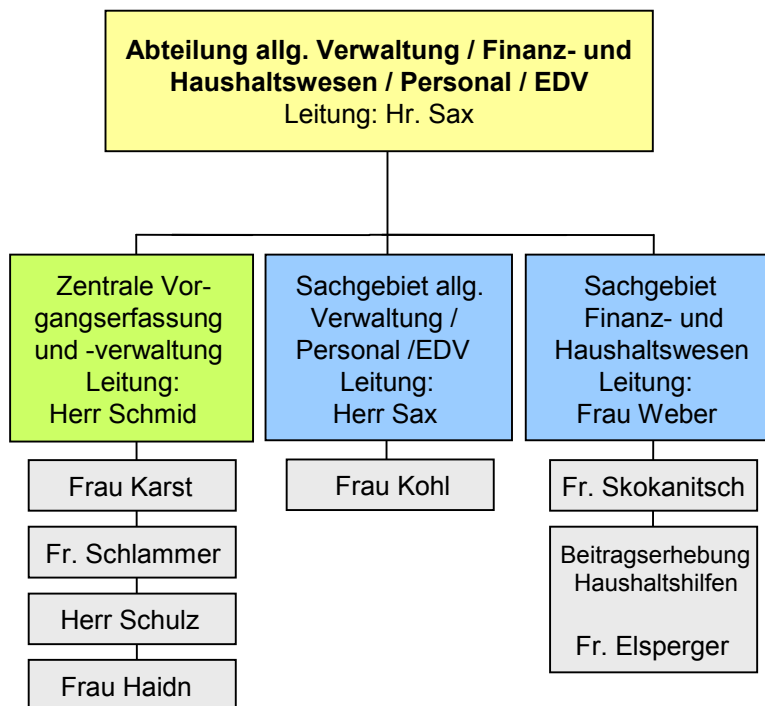 Abteilung allg. Verwaltung / Finanz- und
Haushaltswesen / Personal / EDV
Leitung: Hr. Sax
Zentrale Vor-
gangserfassung
und -verwaltung
Leitung:
Herr Schmid
Frau Karst
Fr. Schlammer
Herr Schulz
Frau Haidn
Sachgebiet allg.
Verwaltung /
Personal /EDV
Leitung:
Herr Sax
Frau Kohl
Sachgebiet
Finanz- und
Haushaltswesen
Leitung:
Frau Weber
Fr. Skokanitsch
Beitragserhebung
Haushaltshilfen
Fr. Elsperger